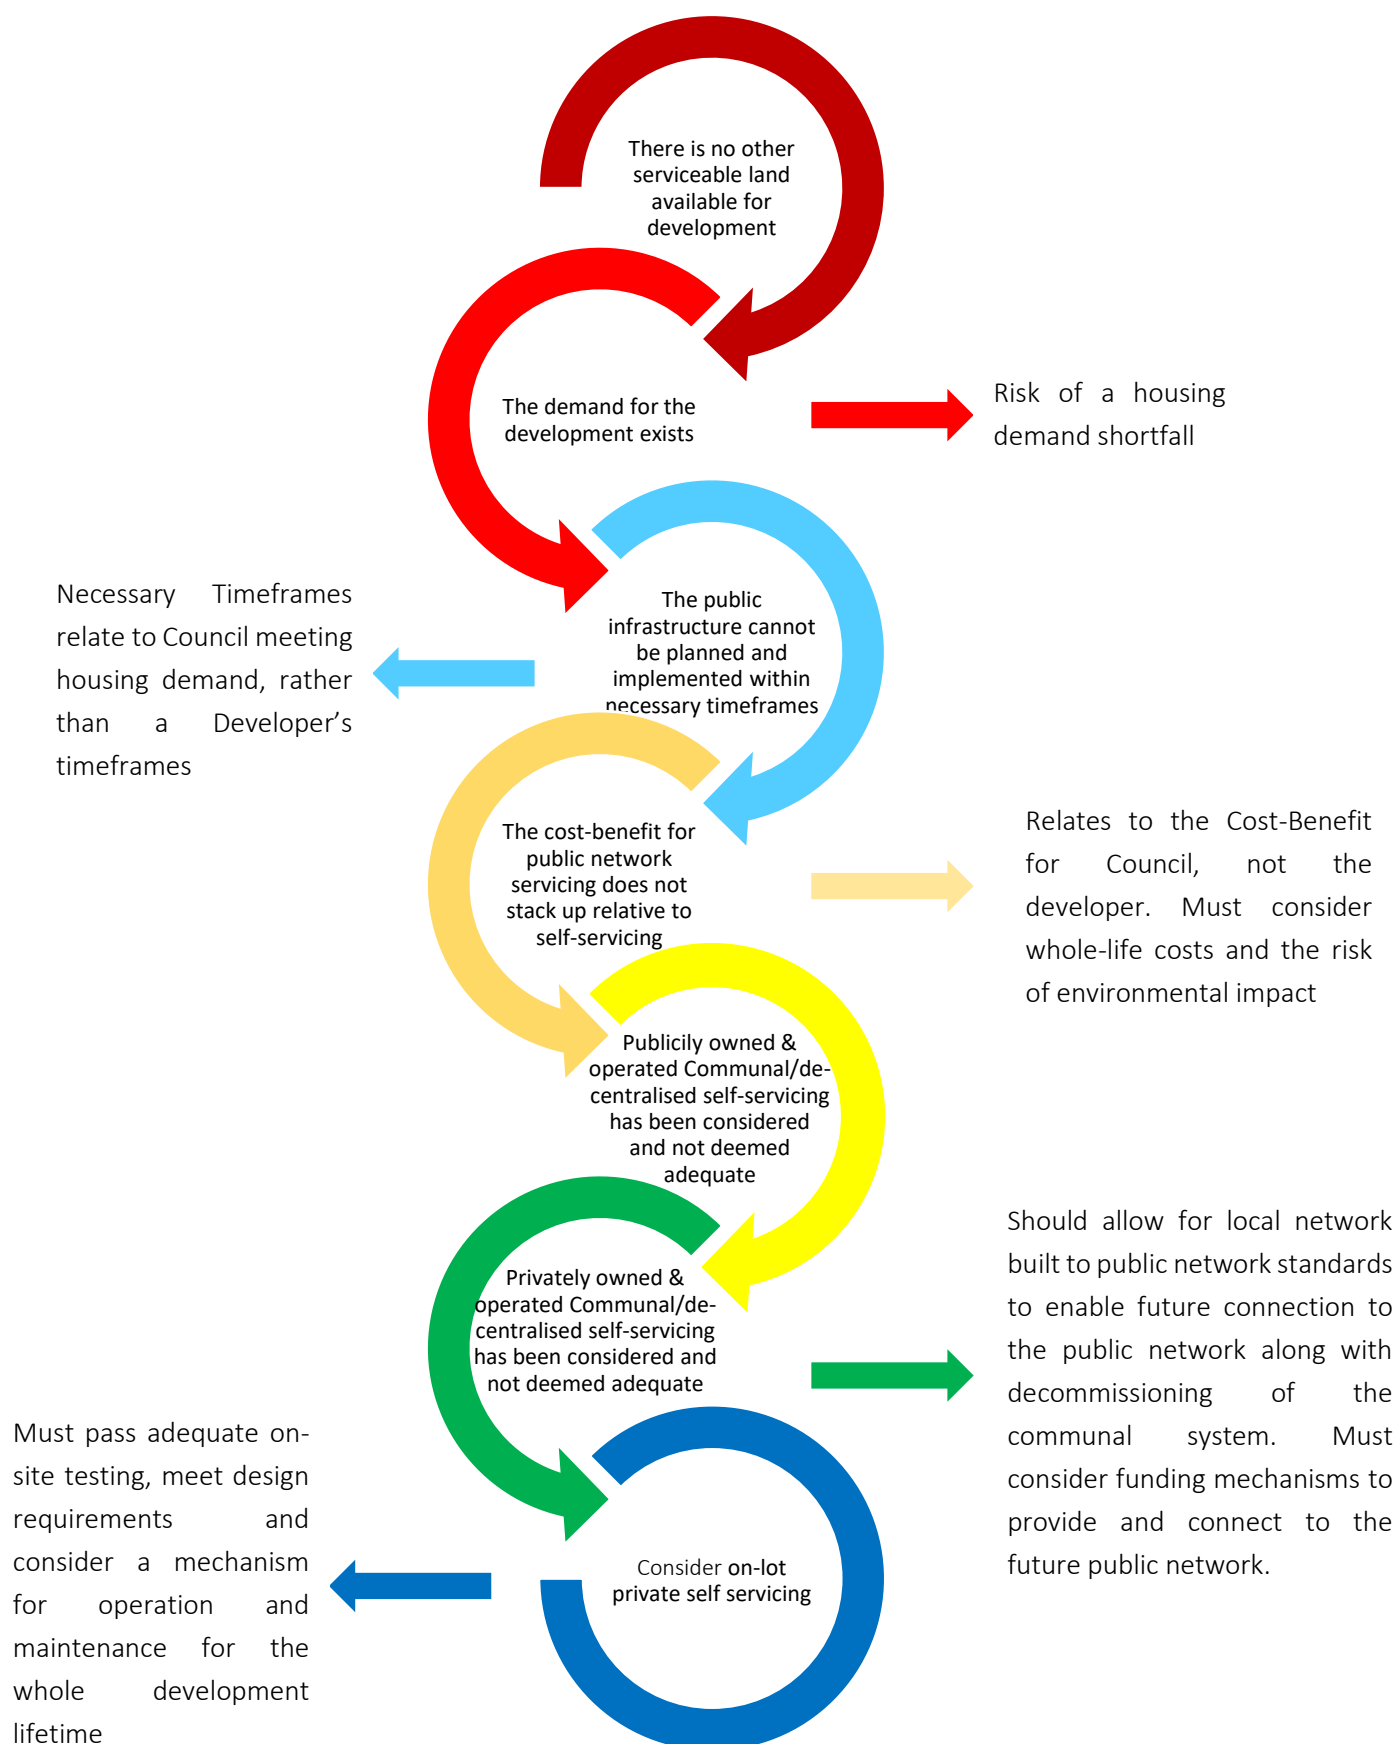 There is no other
serviceable land
available for
development
The demand for the
development exists
Risk of a housing
demand shortfall
The public
infrastructure cannot
be planned and
implemented within
necessary timeframes
Necessary Timeframes
relate to Council meeting
housing demand, rather
than a Developer’s
timeframes
The cost-benefit for
public network
servicing does not
stack up relative to
self-servicing
Relates to the Cost-Benefit
for Council, not the
developer. Must consider
whole-life costs and the risk
of environmental impact
Publicily owned &
operated Communal/de-
centralised self-servicing
has been considered
and not deemed
adequate
Privately owned &
operated Communal/de-
centralised self-servicing
has been considered and
not deemed adequate
Should allow for local network
built to public network standards
to enable future connection to
the public network along with
decommissioning of the
communal system. Must
consider funding mechanisms to
provide and connect to the
future public network.
Consider on-lot
private self servicing
Must pass adequate on-
site testing, meet design
requirements and
consider a mechanism
for operation and
maintenance for the
whole development
lifetime